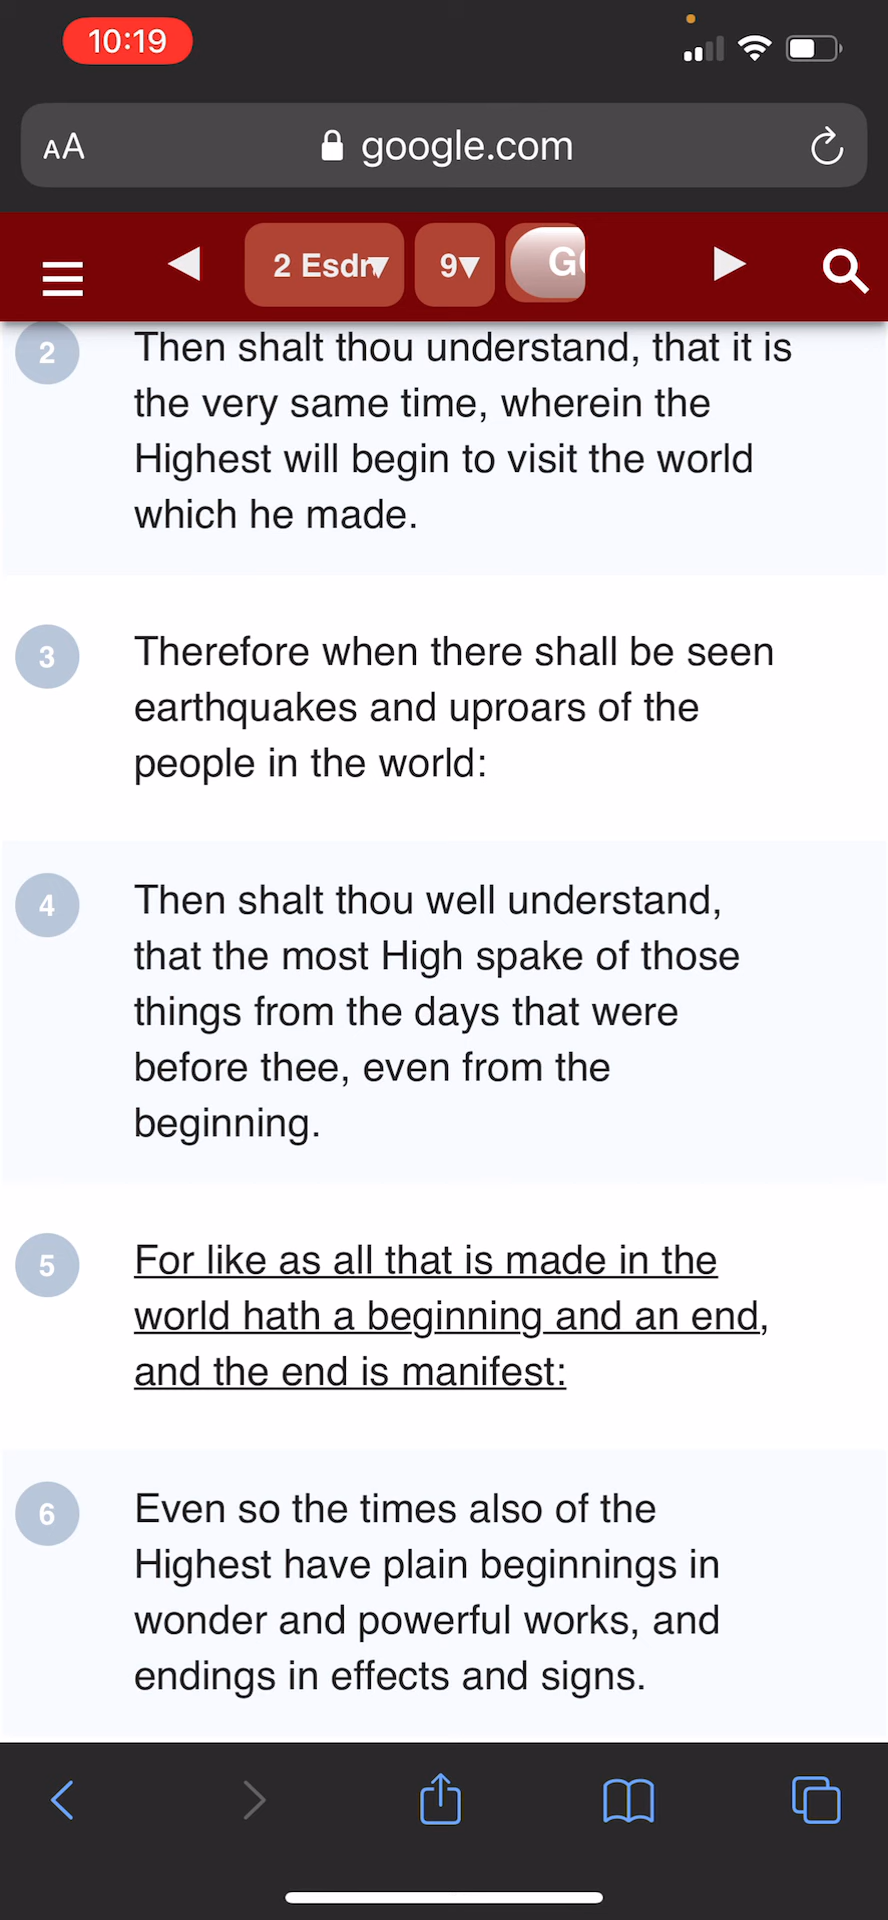 10:19
AA google.com
2 Esdr▼ 9▼ G
2 Then shalt thou understand, that it is
the very same time, wherein the
Highest will begin to visit the world
which he made.
3 Therefore when there shall be seen
earthquakes and uproars of the
people in the world:
4 Then shalt thou well understand,
that the most High spake of those
things from the days that were
before thee, even from the
beginning.
5 For like as all that is made in the
world hath a beginning and an end,
and the end is manifest:
6 Even so the times also of the
Highest have plain beginnings in
wonder and powerful works, and
endings in effects and signs.